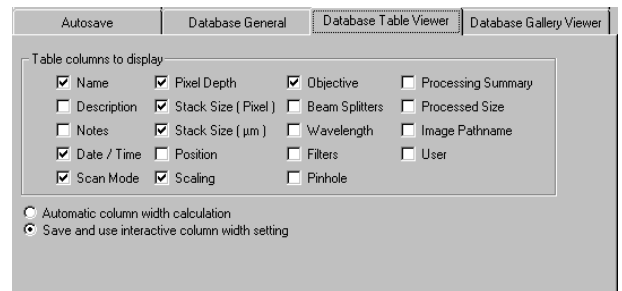 Autosave Database General Database Table Viewer Database Gallery Viewer
Table columns to display
Name Pixel Depth Objective Processing Summary
Description Stack Size ( Pixel ) Beam Splitters Processed Size
Notes Stack Size ( µm ) Wavelength Image Pathname
Date / Time Position Filters User
Scan Mode Scaling Pinhole
Automatic column width calculation
Save and use interactive column width setting